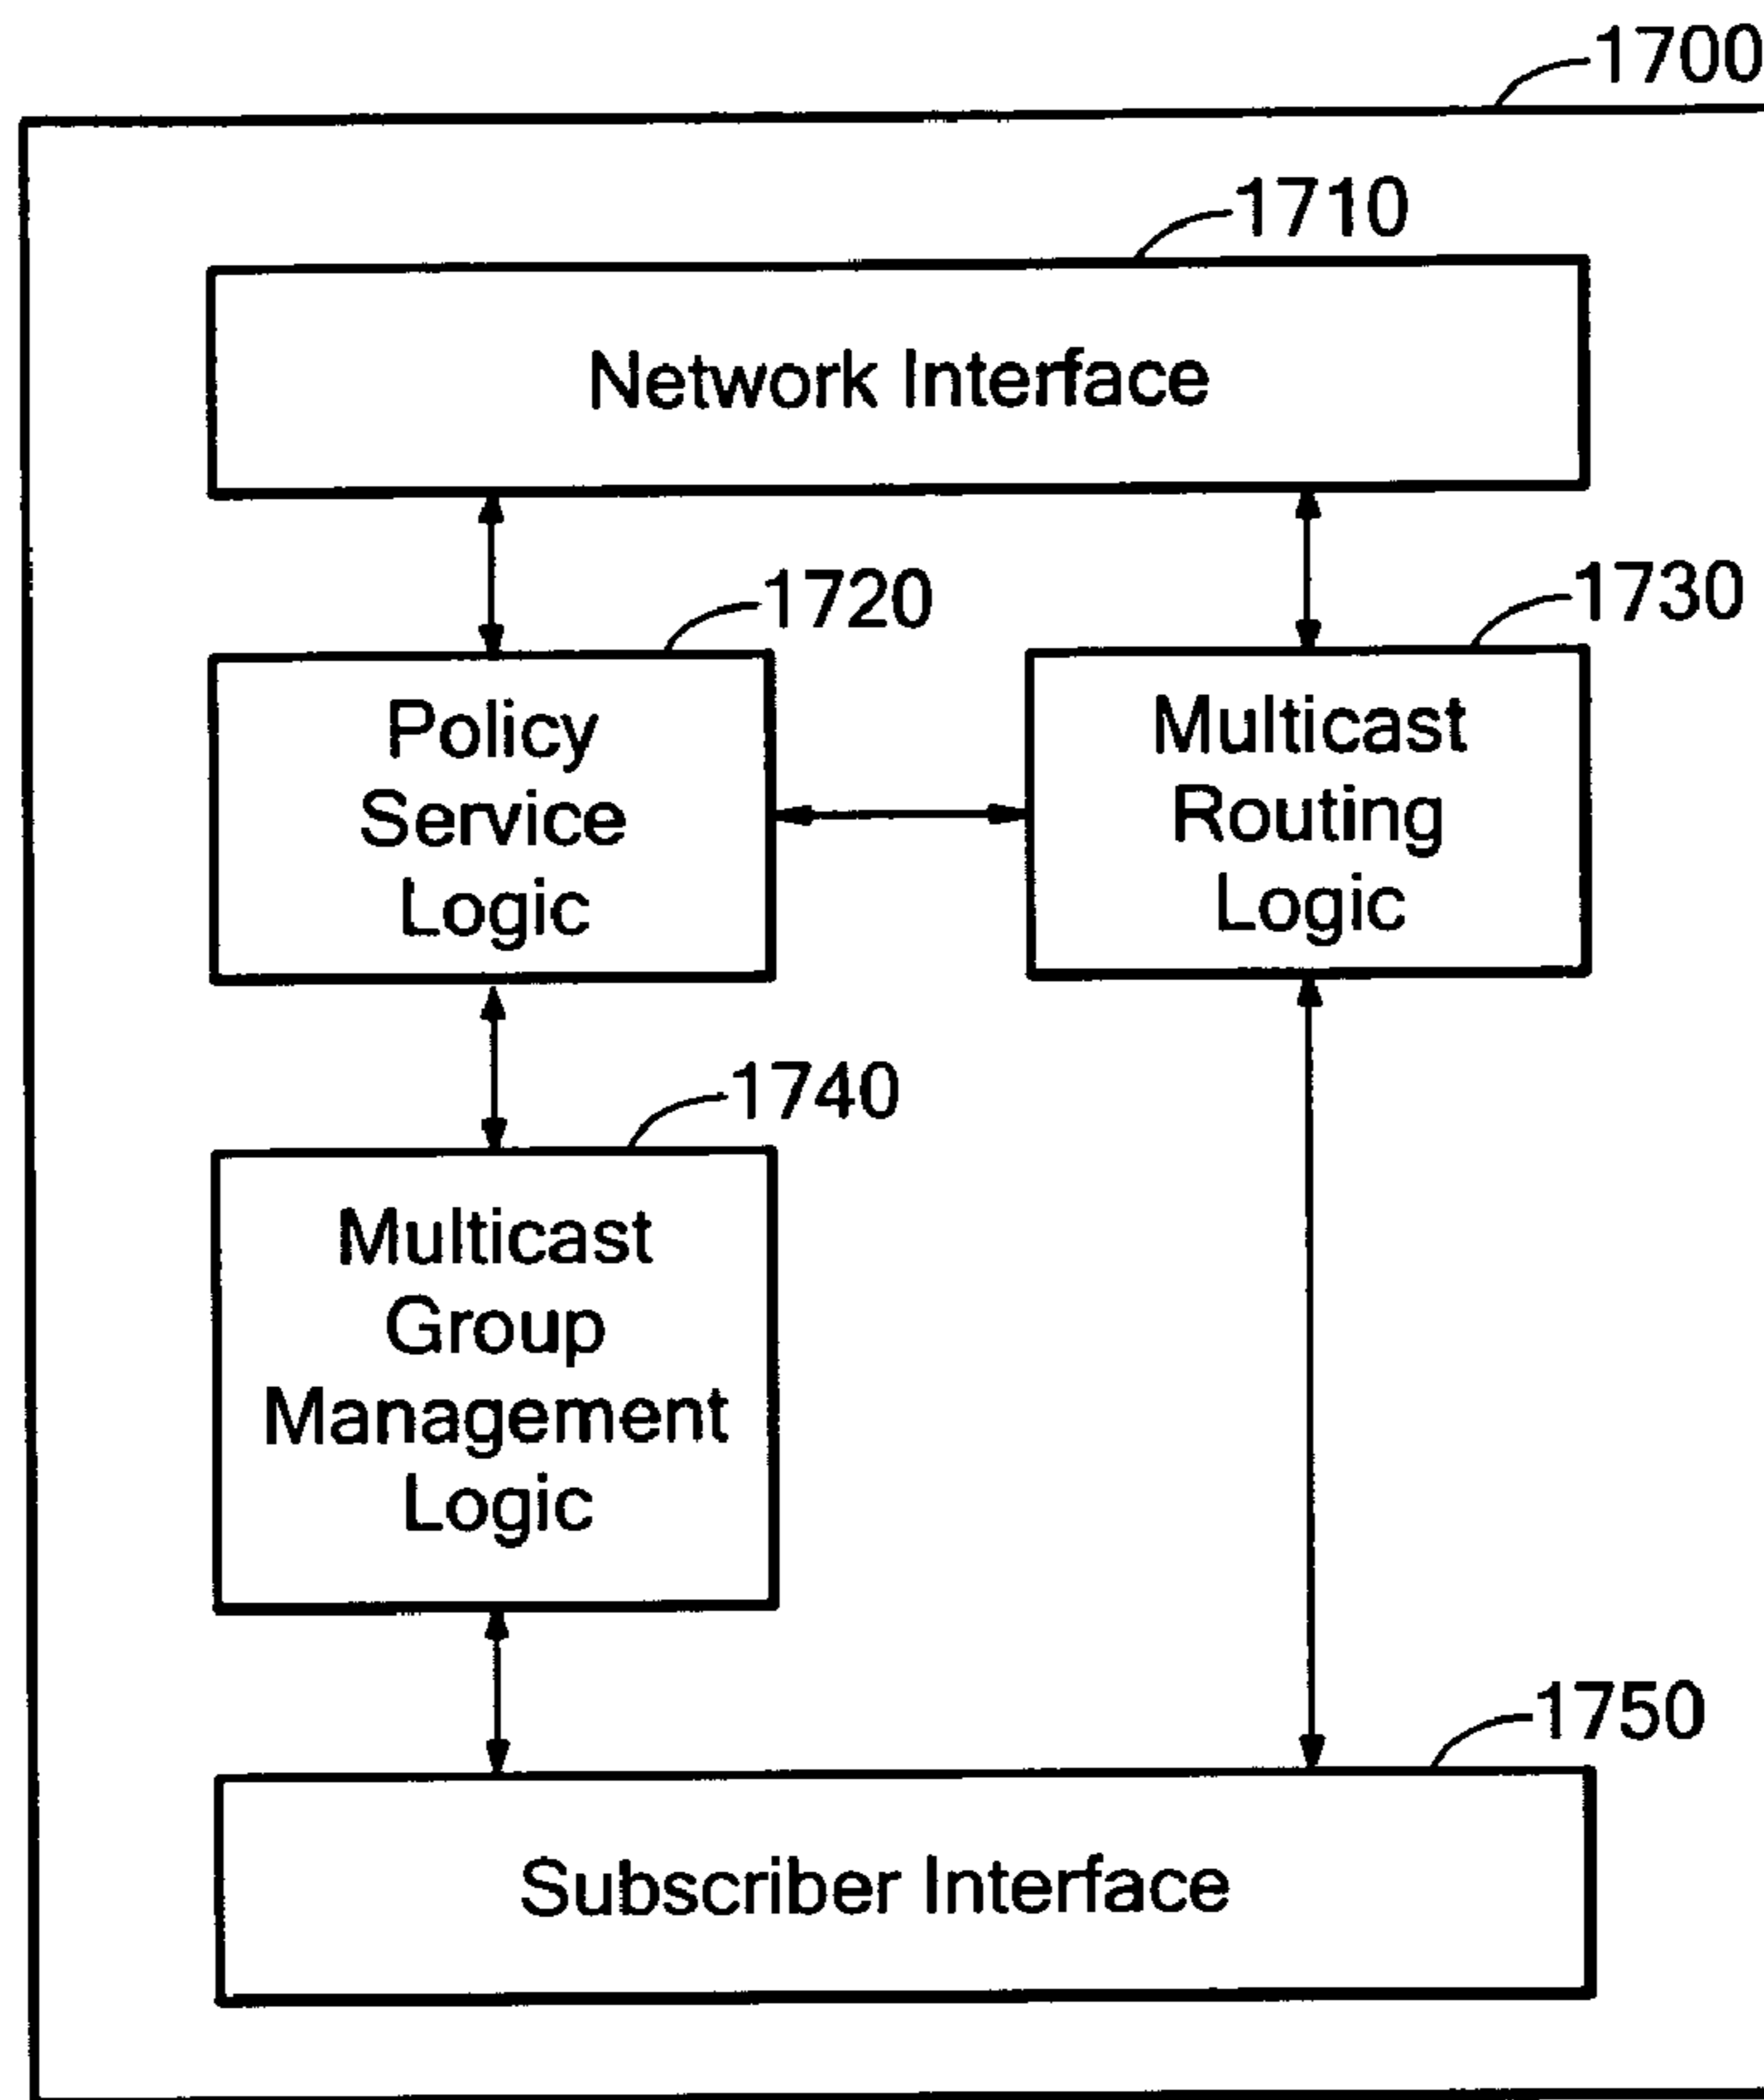 1700
1710
Network Interface
1720
1730
Policy
Service
Logic
Multicast
Routing
Logic
1740
Multicast
Group
Management
Logic
1750
Subscriber Interface